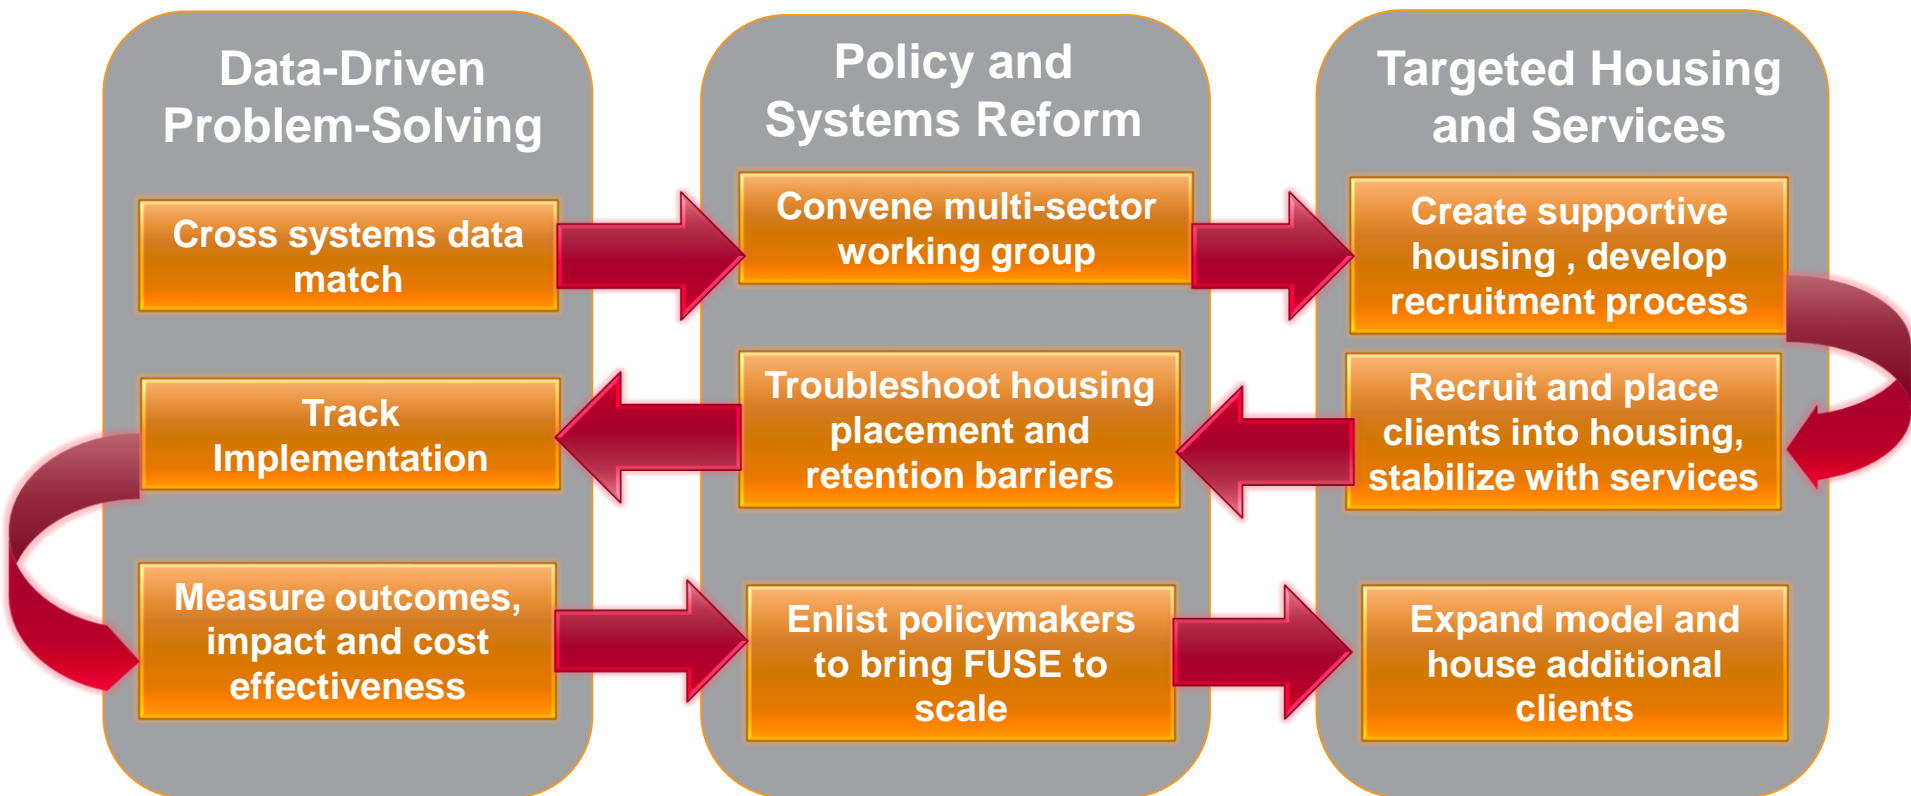 Data-Driven
Problem-Solving
Policy and
Systems Reform
Targeted Housing
and Services
Cross systems data
match
Convene multi-sector
working group
Create supportive
housing , develop
recruitment process
Track
Implementation
Troubleshoot housing
placement and
retention barriers
Recruit and place
clients into housing,
stabilize with services
Measure outcomes,
impact and cost
effectiveness
Enlist policymakers
to bring FUSE to
scale
Expand model and
house additional
clients